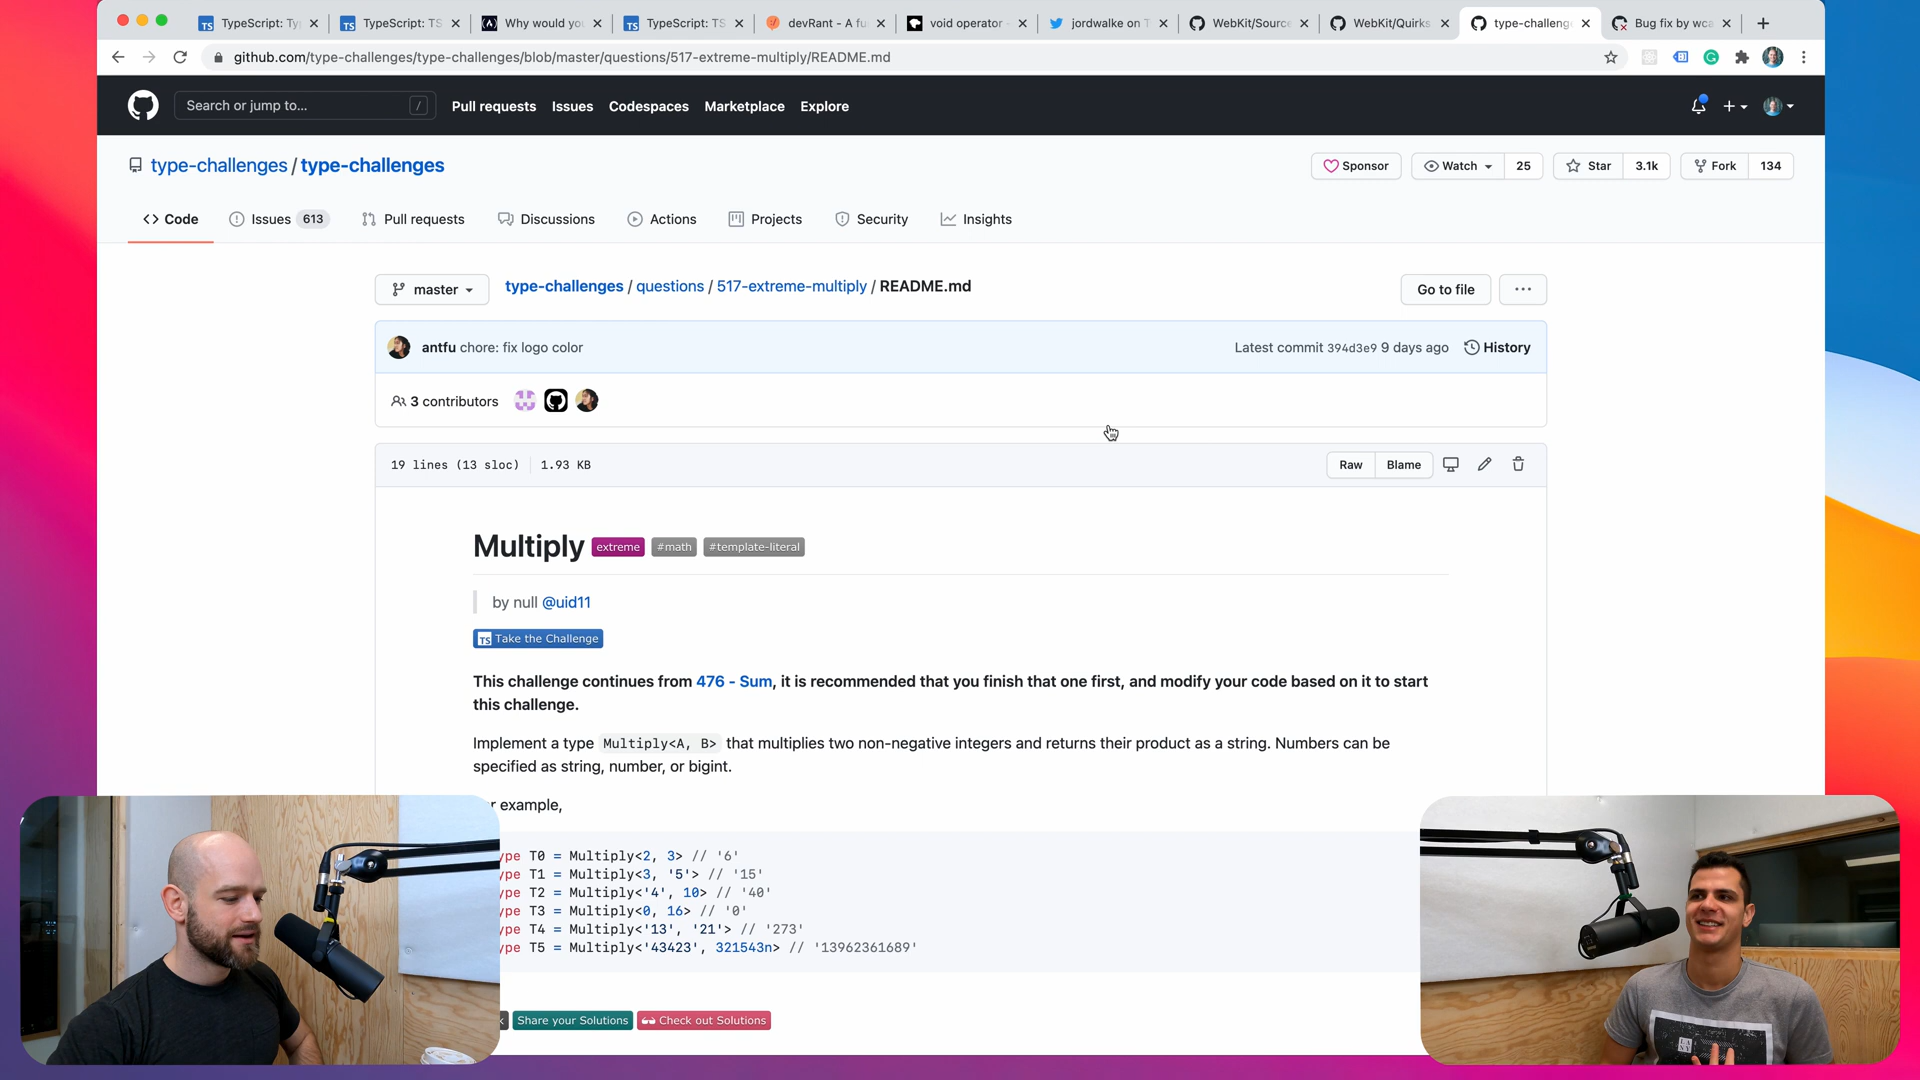 TypeScript: Ty
TypeScript: TS
Why would yo
TypeScript: TS
devRant - A fu
void operator -
jordwalke on T
WebKit/Source
WebKit/Quirks
type-challeng
Bug fix by wca
github.com/type-challenges/type-challenges/blob/master/questions/517-extreme-multiply/README.md
Search or jump to... /
Pull requests Issues Codespaces Marketplace Explore
type-challenges / type-challenges
Sponsor Watch 25 Star 3.1k Fork 134
Code Issues 613 Pull requests Discussions Actions Projects Security Insights
master type-challenges / questions / 517-extreme-multiply / README.md Go to file ...
antfu chore: fix logo color Latest commit 394d3e9 9 days ago History
3 contributors
19 lines (13 sloc) 1.93 KB Raw Blame
Multiply extreme #math #template-literal
by null @uid11
TS Take the Challenge
This challenge continues from 476 - Sum, it is recommended that you finish that one first, and modify your code based on it to start
this challenge.
Implement a type Multiply<A, B> that multiplies two non-negative integers and returns their product as a string. Numbers can be
specified as string, number, or bigint.
r example,
ype T0 = Multiply<2, 3> // '6'
ype T1 = Multiply<3, '5'> // '15'
ype T2 = Multiply<'4', 10> // '40'
ype T3 = Multiply<0, 16> // '0'
ype T4 = Multiply<'13', '21'> // '273'
ype T5 = Multiply<'43423', 321543n> // '13962361689'
k Share your Solutions Check out Solutions